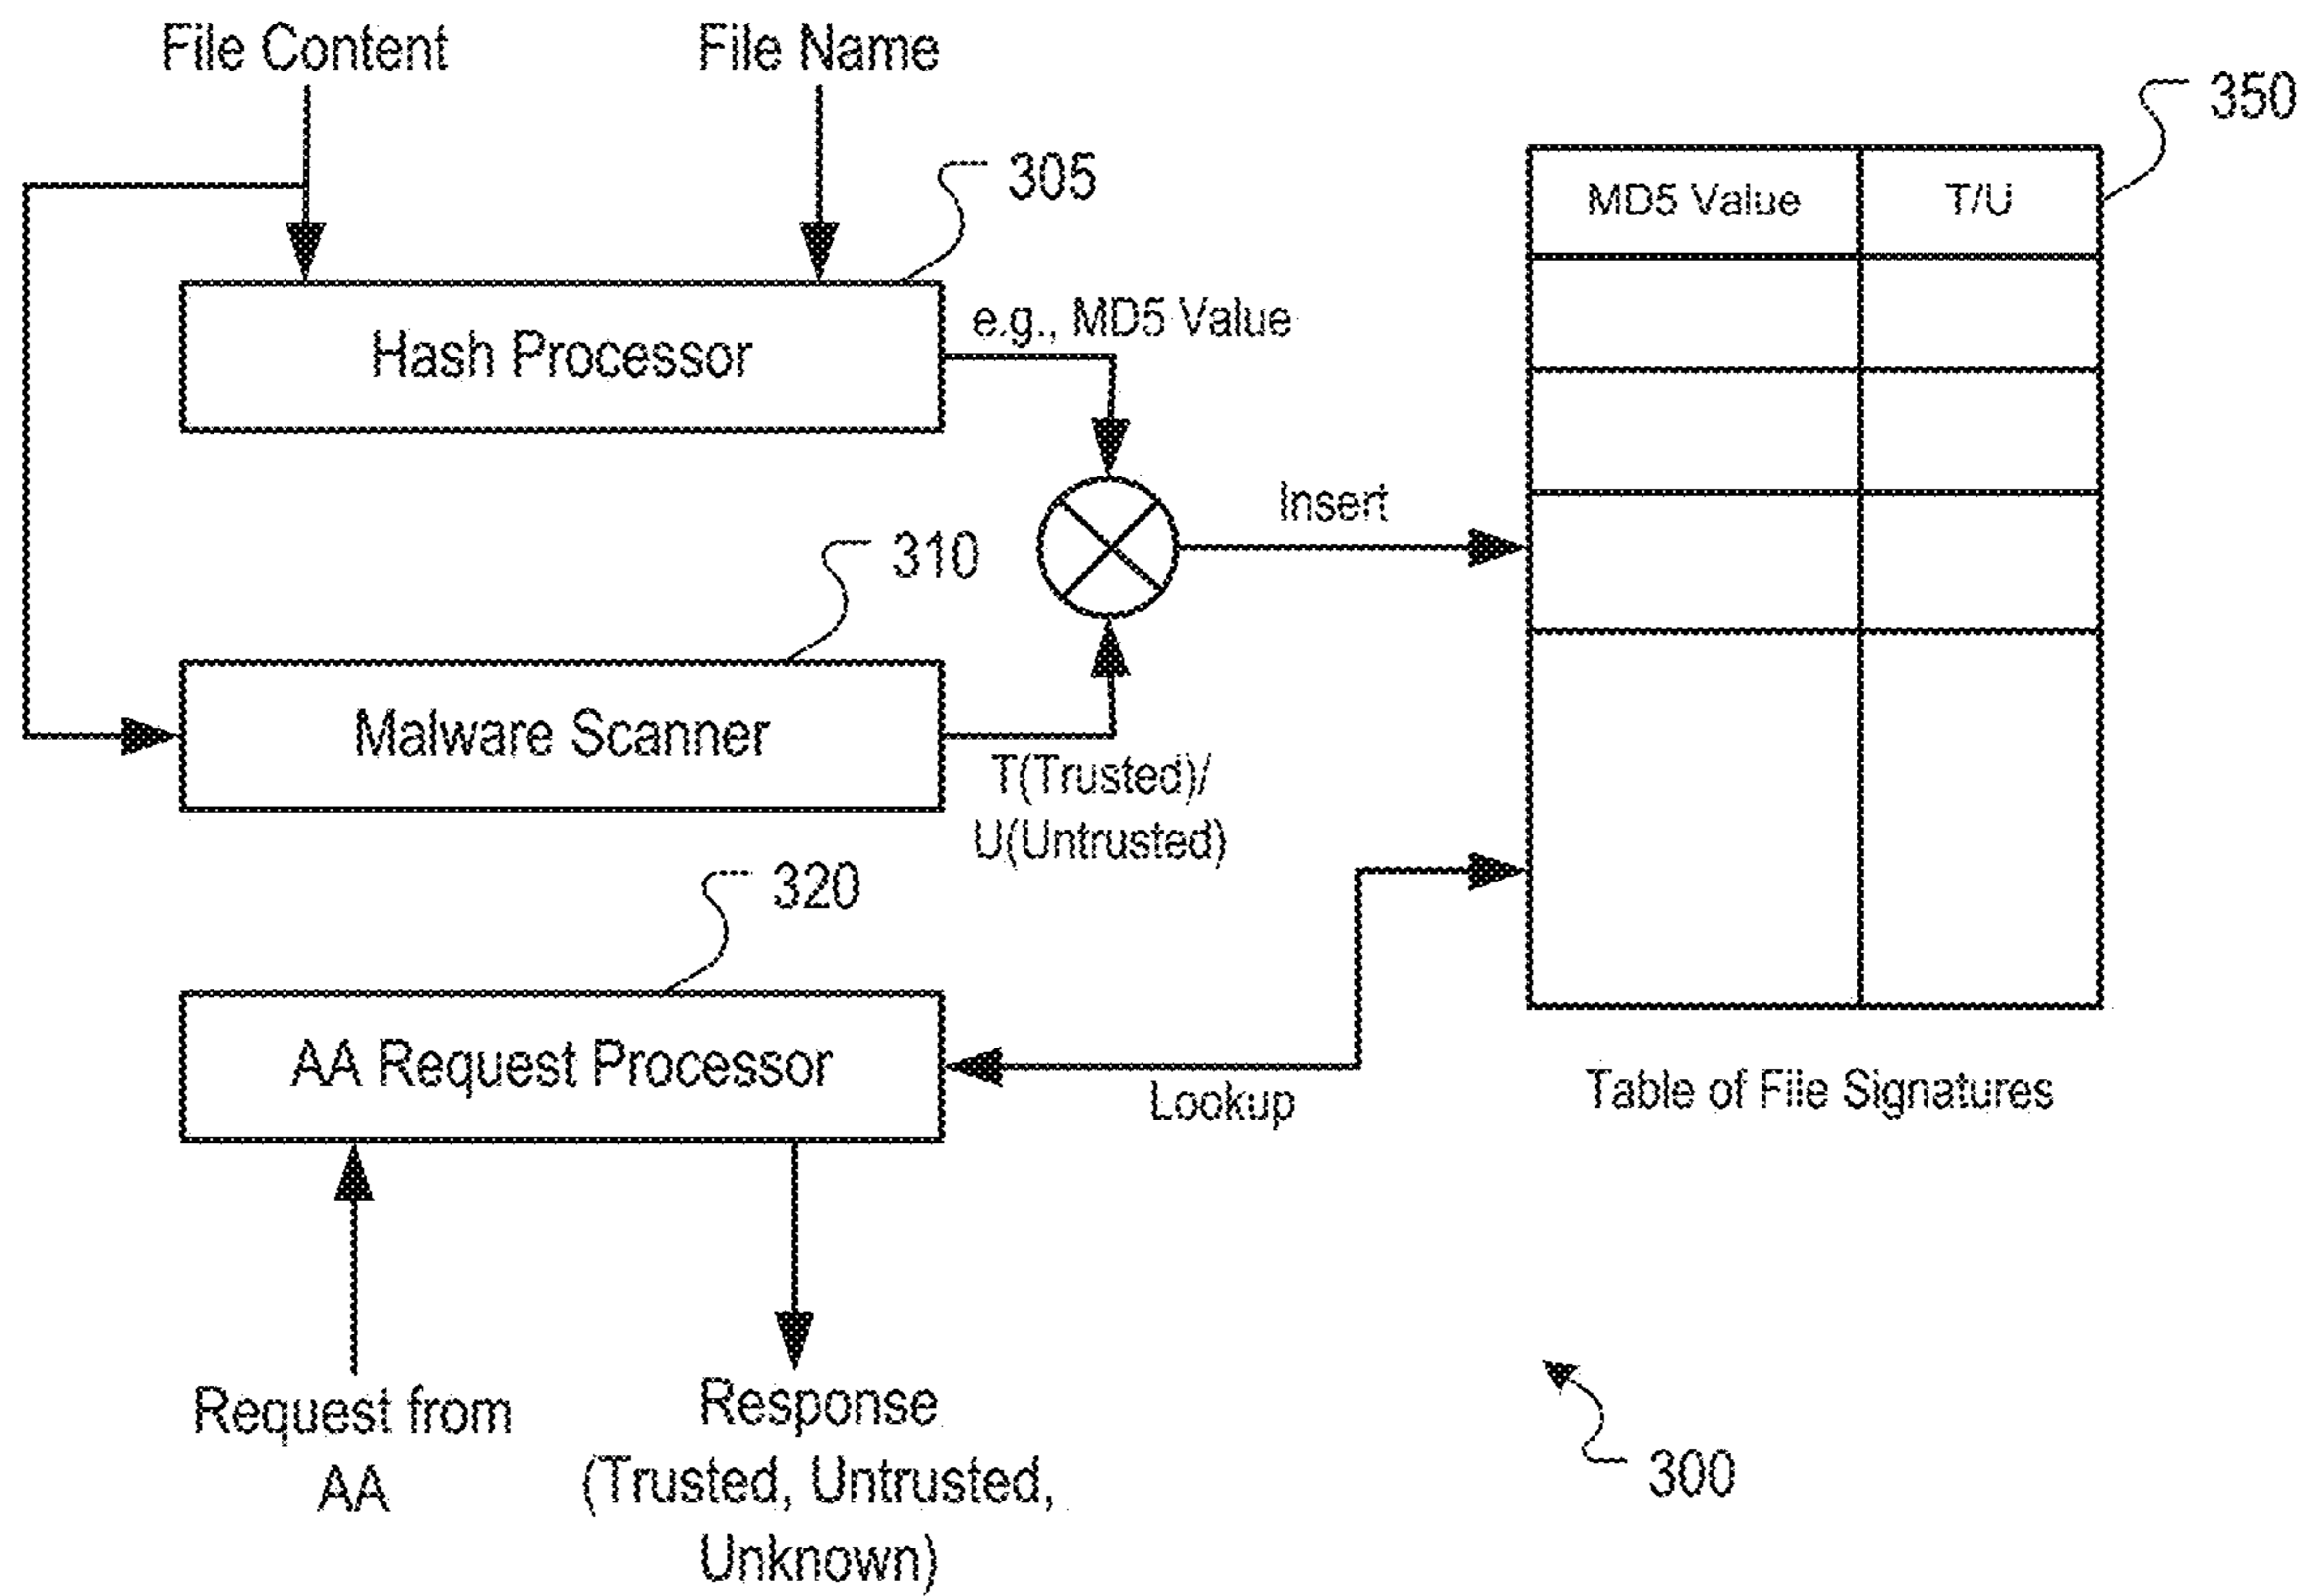 File Content
File Name
350
305
MD5 Value
T/U
e.g., MD5 Value
Hash Processor
Insert
310
Malware Scanner
T(Trusted)/
U(Untrusted)
320
AA Request Processor
Lookup
Table of File Signatures
Request from
AA
Response
(Trusted, Untrusted,
Unknown)
300